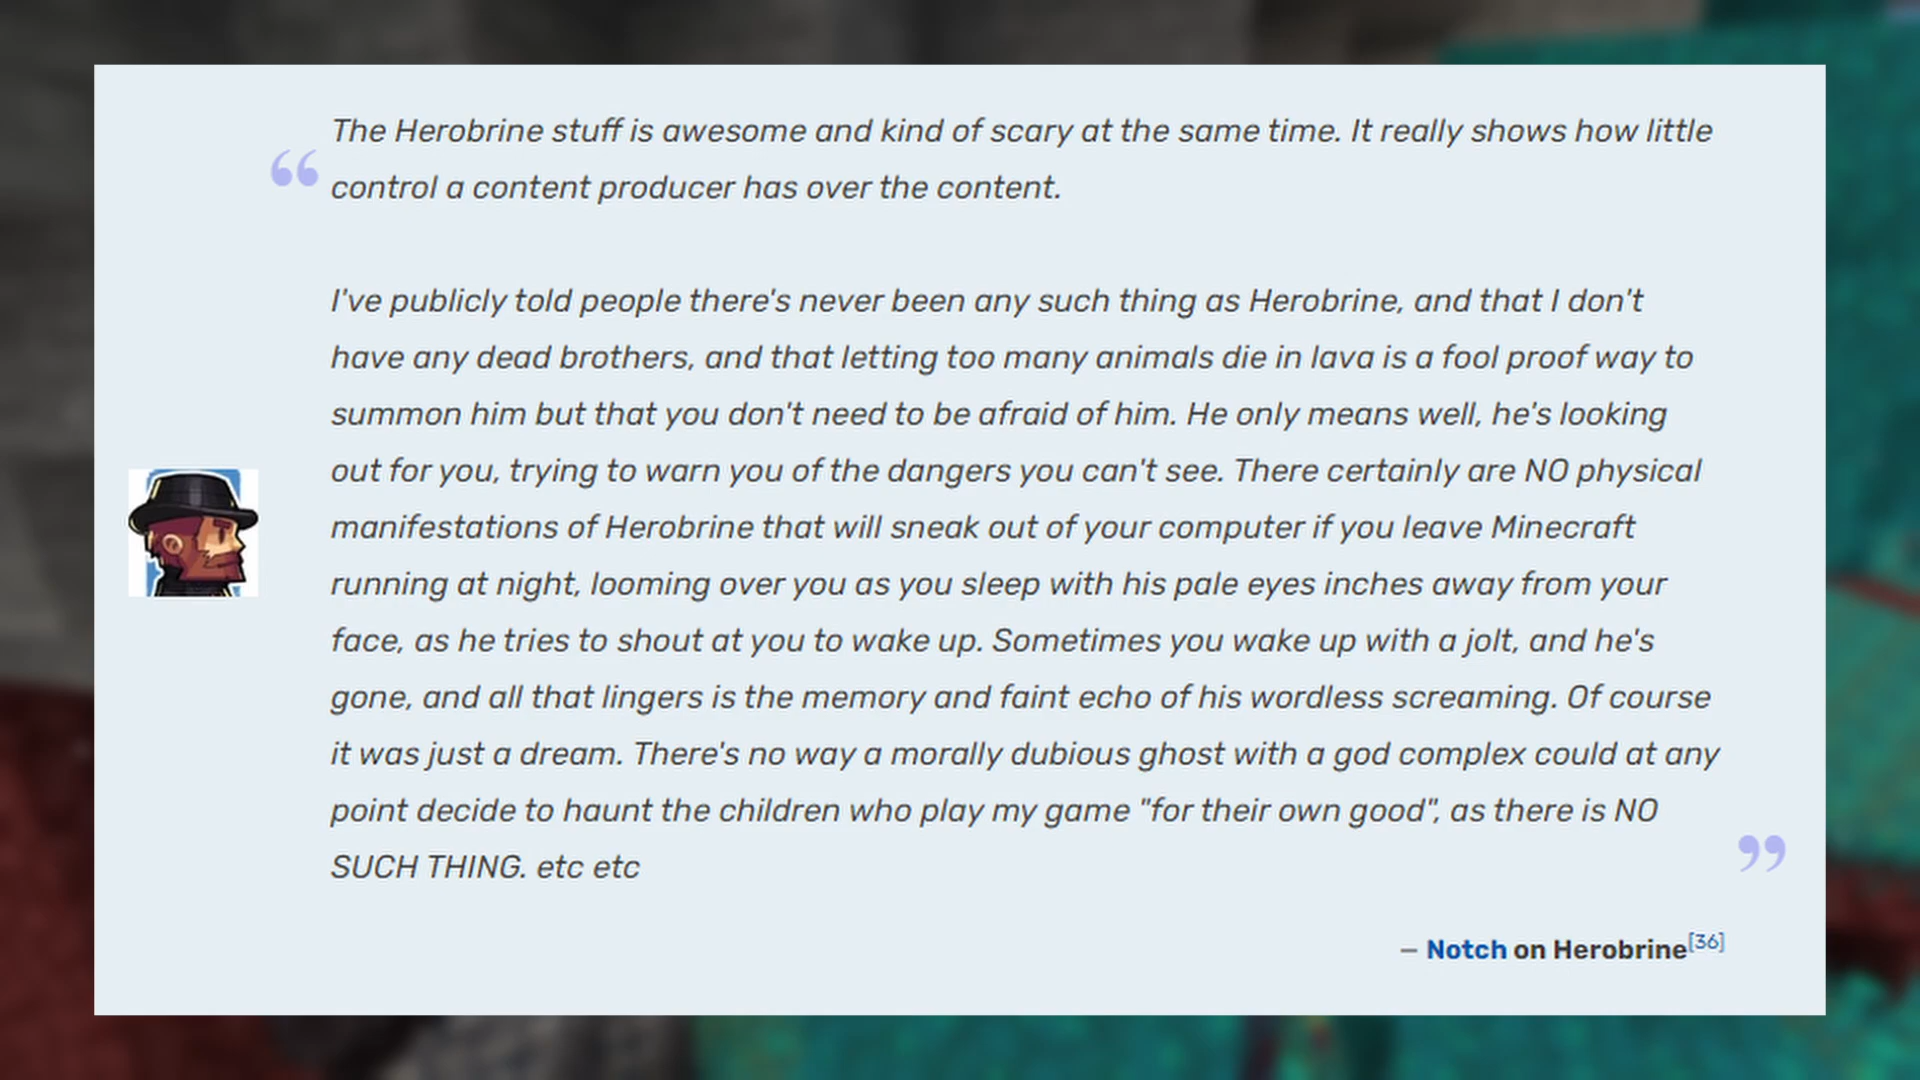 “
The Herobrine stuff is awesome and kind of scary at the same time. It really shows how little
control a content producer has over the content.
I've publicly told people there's never been any such thing as Herobrine, and that I don't
have any dead brothers, and that letting too many animals die in lava is a fool proof way to
summon him but that you don't need to be afraid of him. He only means well, he's looking
out for you, trying to warn you of the dangers you can't see. There certainly are NO physical
manifestations of Herobrine that will sneak out of your computer if you leave Minecraft
running at night, looming over you as you sleep with his pale eyes inches away from your
face, as he tries to shout at you to wake up. Sometimes you wake up with a jolt, and he's
gone, and all that lingers is the memory and faint echo of his wordless screaming. Of course
it was just a dream. There's no way a morally dubious ghost with a god complex could at any
point decide to haunt the children who play my game "for their own good", as there is NO
SUCH THING. etc etc
”
– Notch on Herobrine[36]